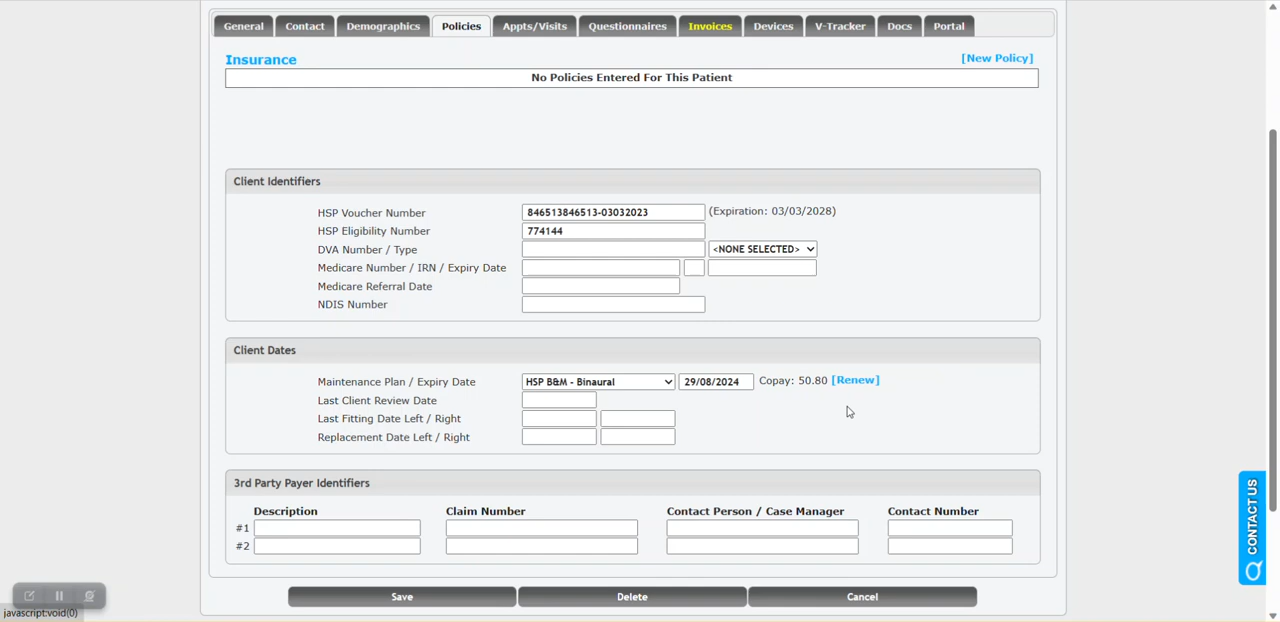 General Contact Demographics Policies Appts/Visits Questionnaires Invoices Devices V-Tracker Docs Portal
Insurance [New Policy]
No Policies Entered For This Patient
Client Identifiers
HSP Voucher Number 846513846513-03032023 (Expiration: 03/03/2028)
HSP Eligibility Number 774144
DVA Number / Type <NONE SELECTED>
Medicare Number / IRN / Expiry Date
Medicare Referral Date
NDIS Number
Client Dates
Maintenance Plan / Expiry Date HSP B&M - Binaural 29/08/2024 Copay: 50.80 [Renew]
Last Client Review Date
Last Fitting Date Left / Right
Replacement Date Left / Right
3rd Party Payer Identifiers
Description Claim Number Contact Person / Case Manager Contact Number
#1
#2
Save Delete Cancel
CONTACT US
javascript:void(0)